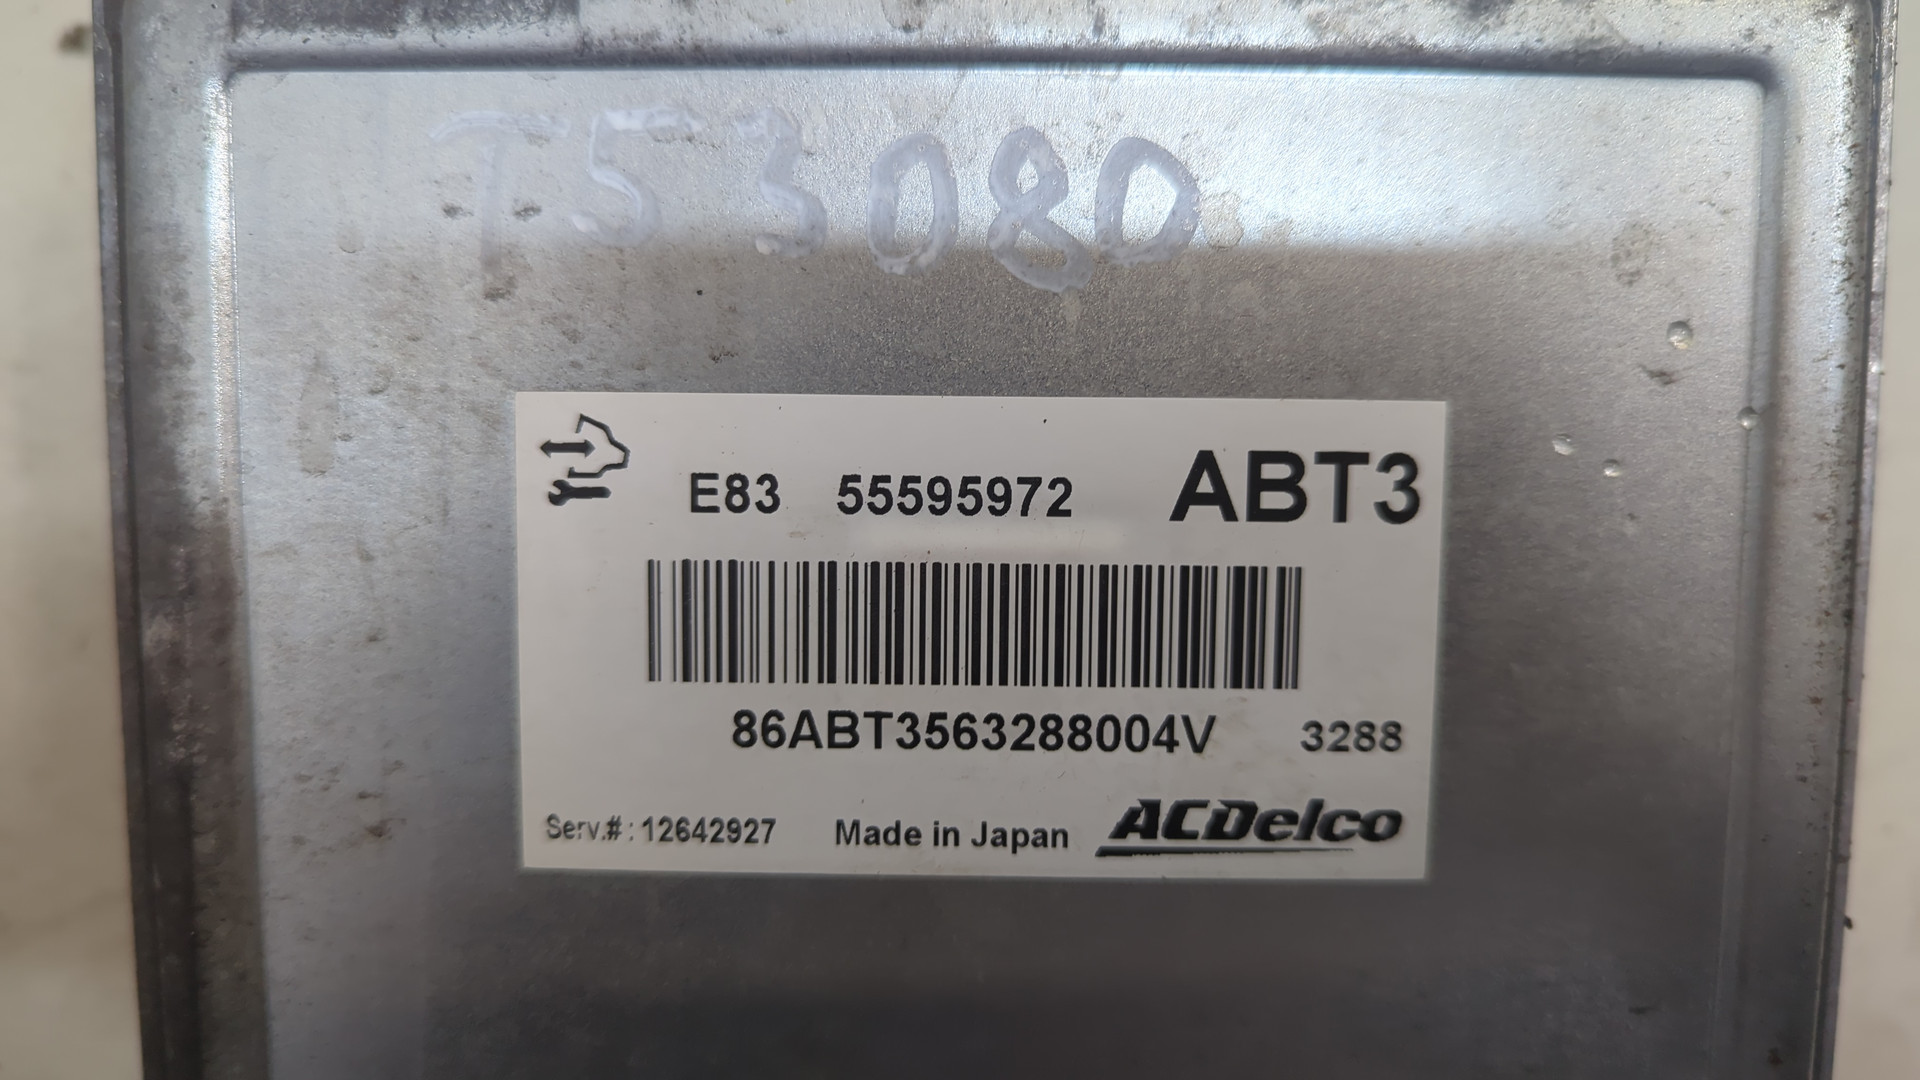 T53080
E83 55595972 ABT3
86ABT3563288004V 3288
Serv.#: 12642927 Made in Japan ACDelco